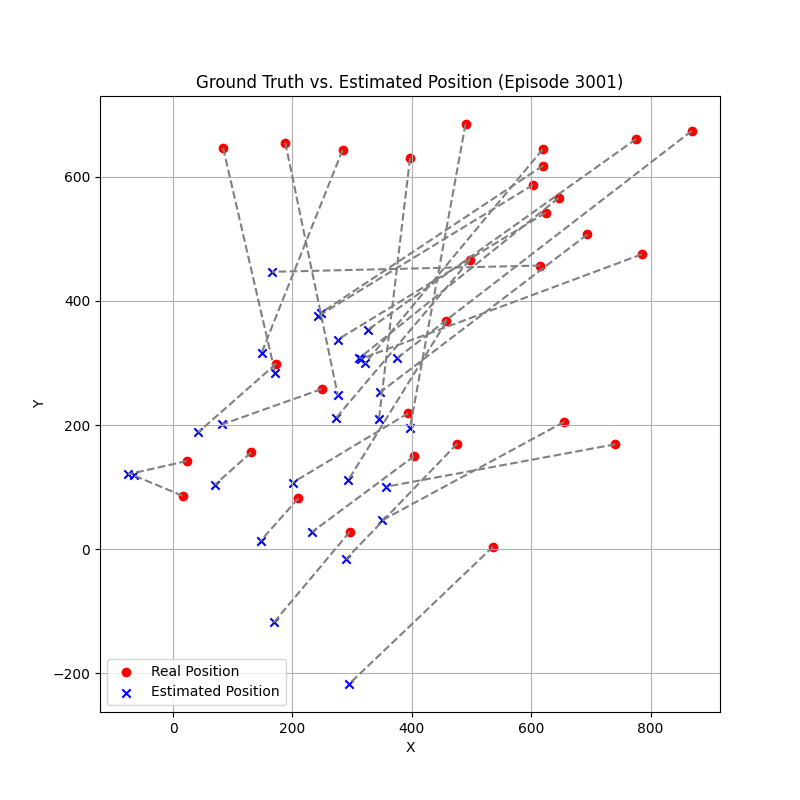 Ground Truth vs. Estimated Position (Episode 3001)
Y
600
400
200
0
−200
Real Position
Estimated Position
0 200 400 600 800
X